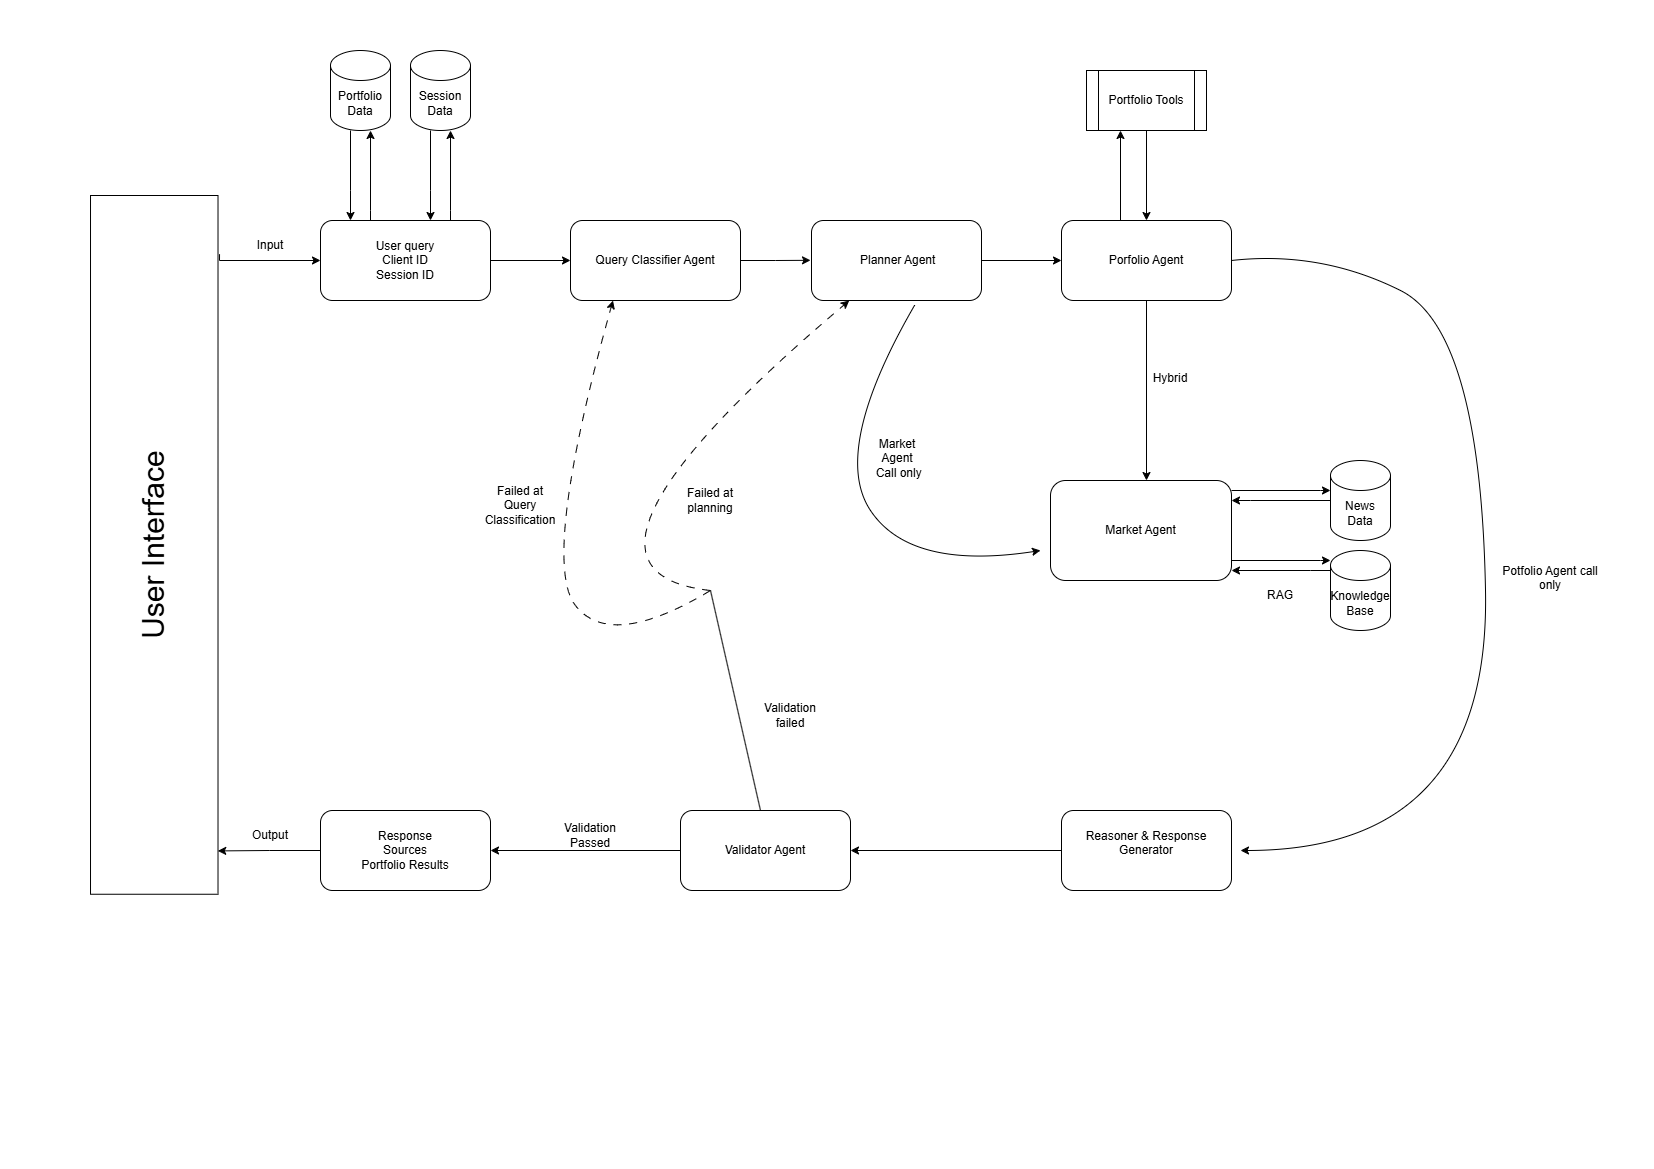 Portfolio
Data
Session
Data
Portfolio Tools
Input
User query
Client ID
Session ID
Query Classifier Agent
Planner Agent
Porfolio Agent
Hybrid
Market
Agent
Call only
Failed at
Query
Classification
Failed at
planning
User Interface
Market Agent
News
Data
Knowledge
Base
RAG
Potfolio Agent call
only
Validation
failed
Output
Response
Sources
Portfolio Results
Validation
Passed
Validator Agent
Reasoner & Response
Generator